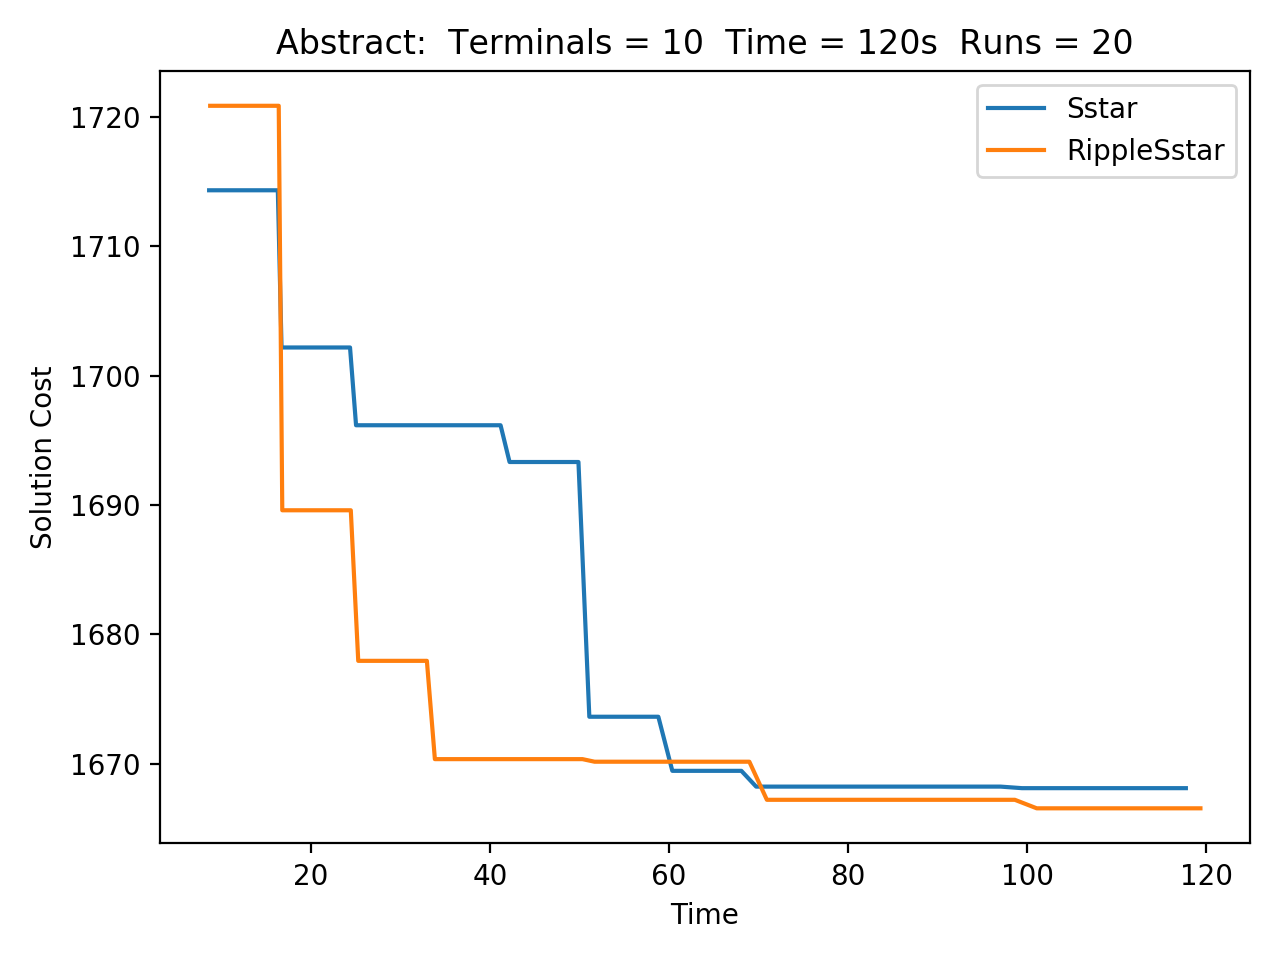 Abstract:  Terminals = 10  Time = 120s  Runs = 20
Sstar
RippleSstar
Solution Cost
1720
1710
1700
1690
1680
1670
20 40 60 80 100 120
Time